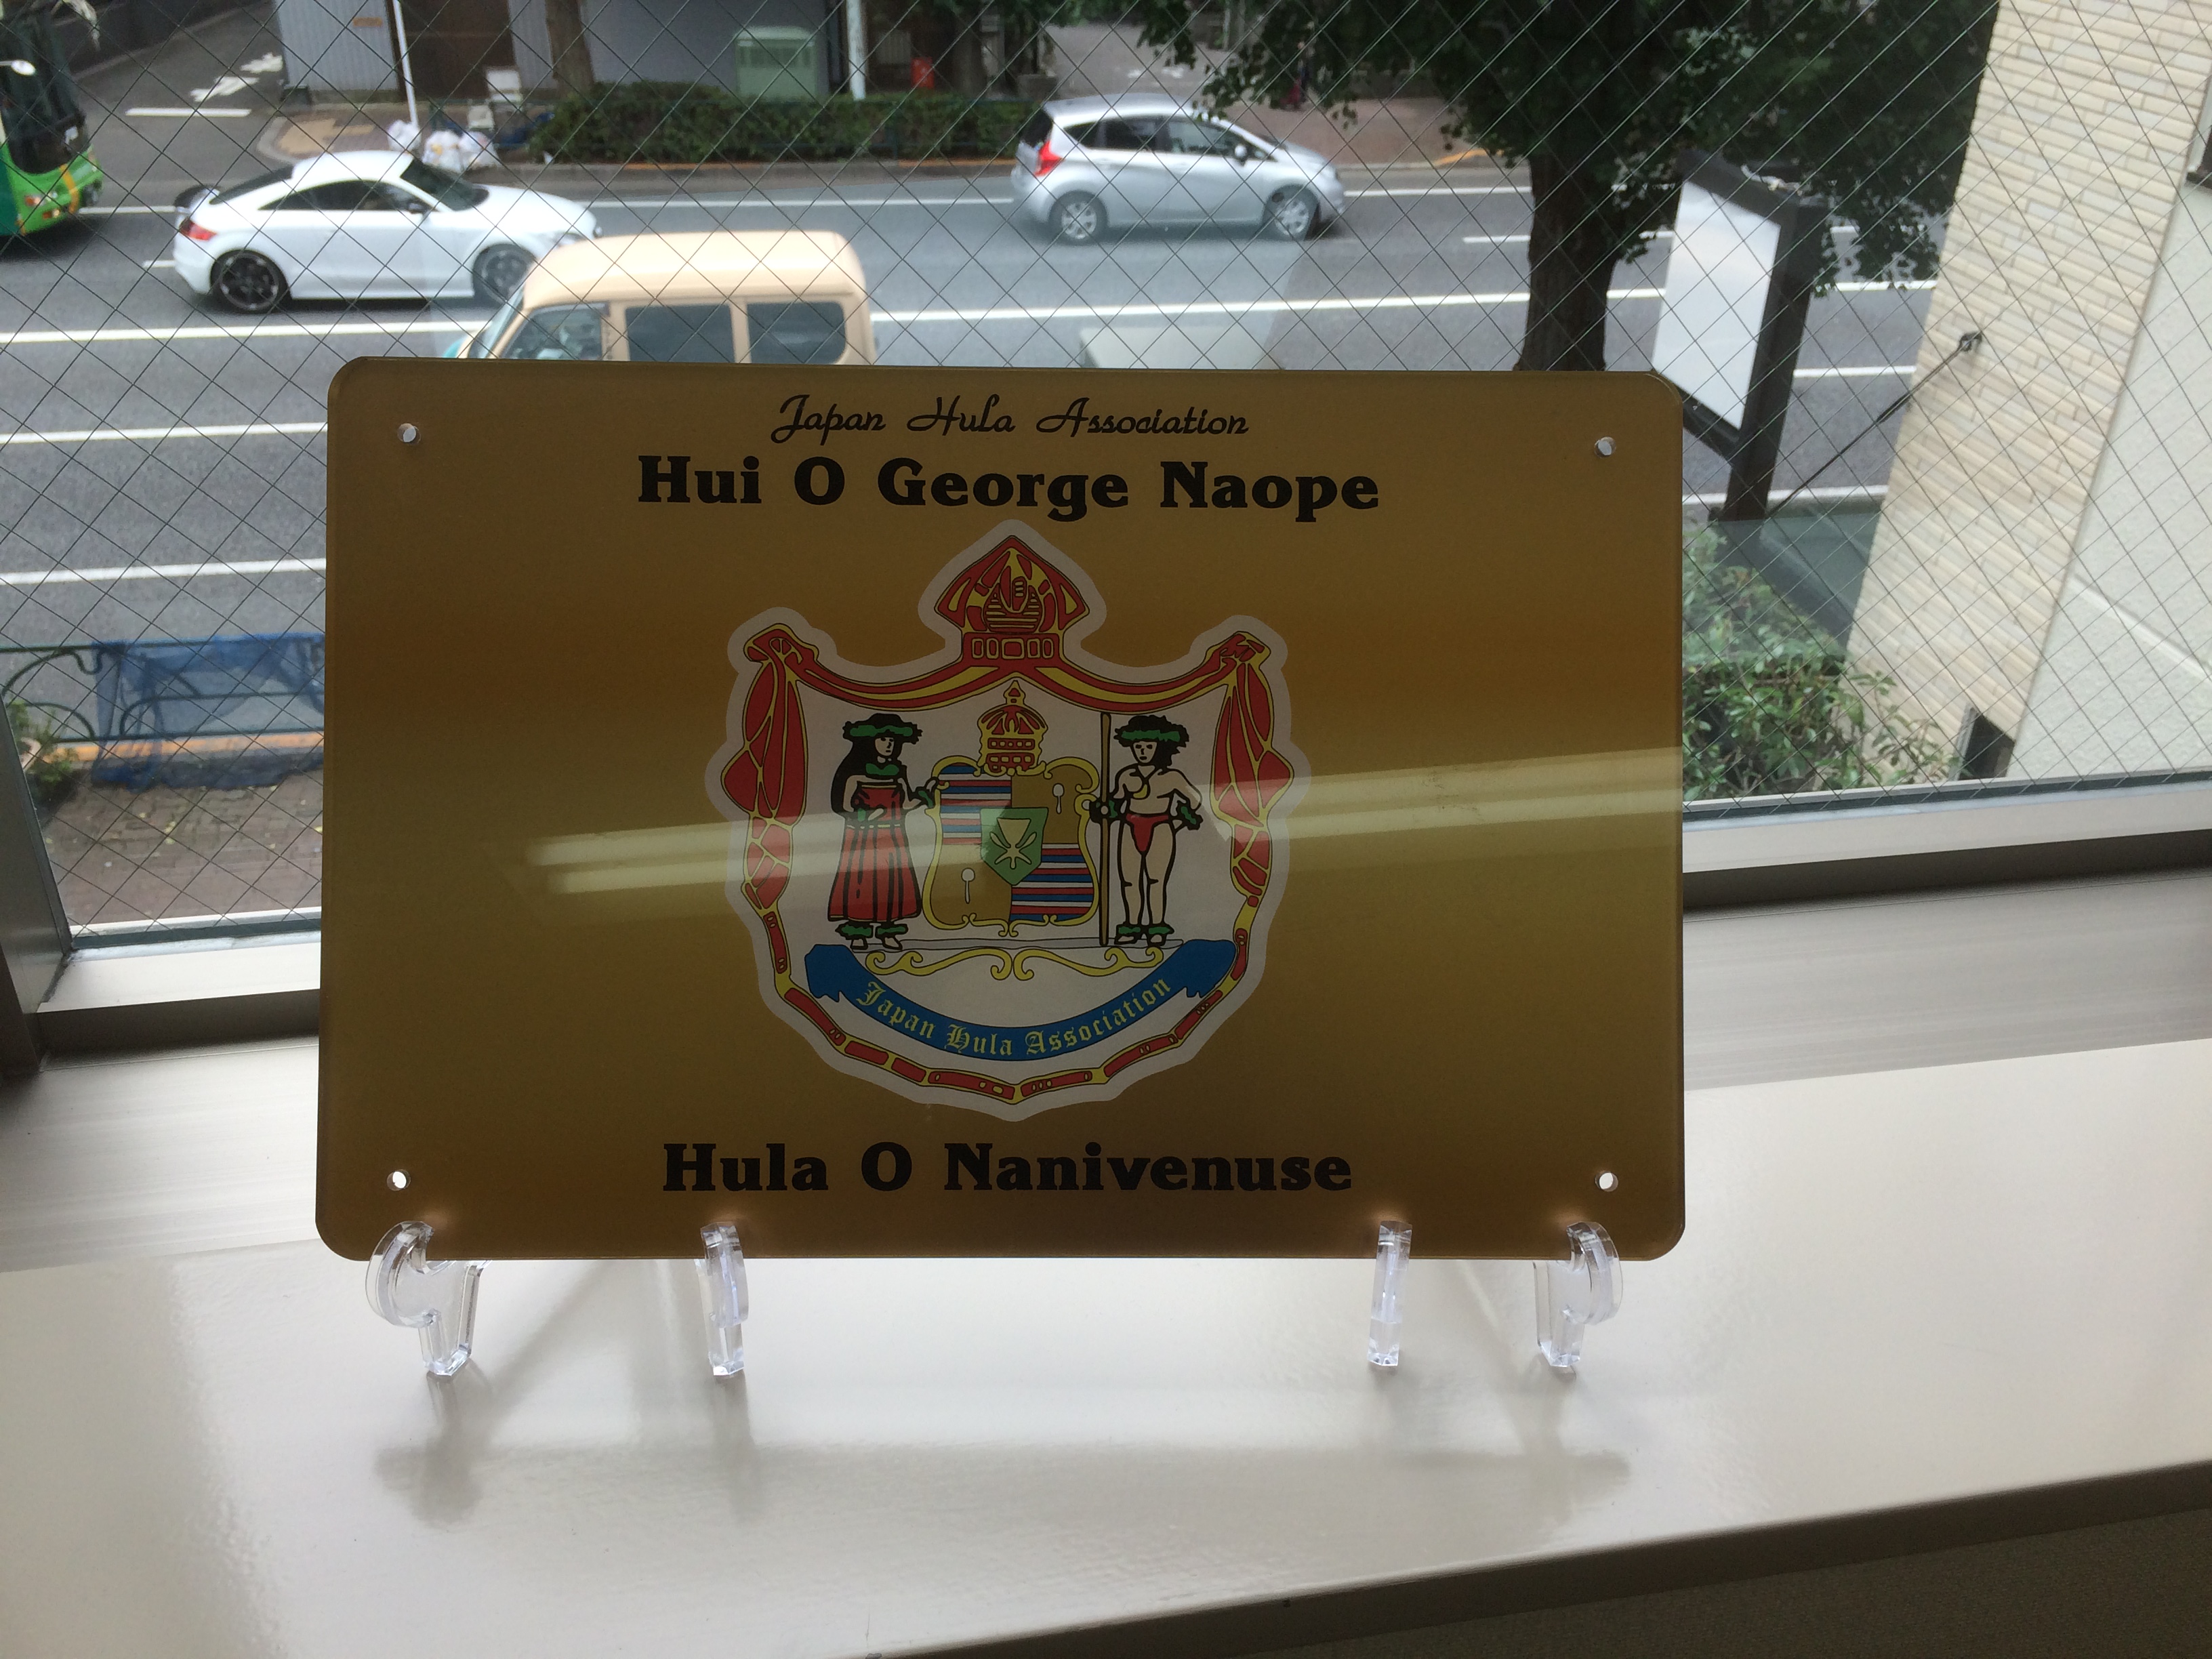 Japan Hula Association
Hui O George Naope
Japan Hula Association
Hula O Nanivenuse